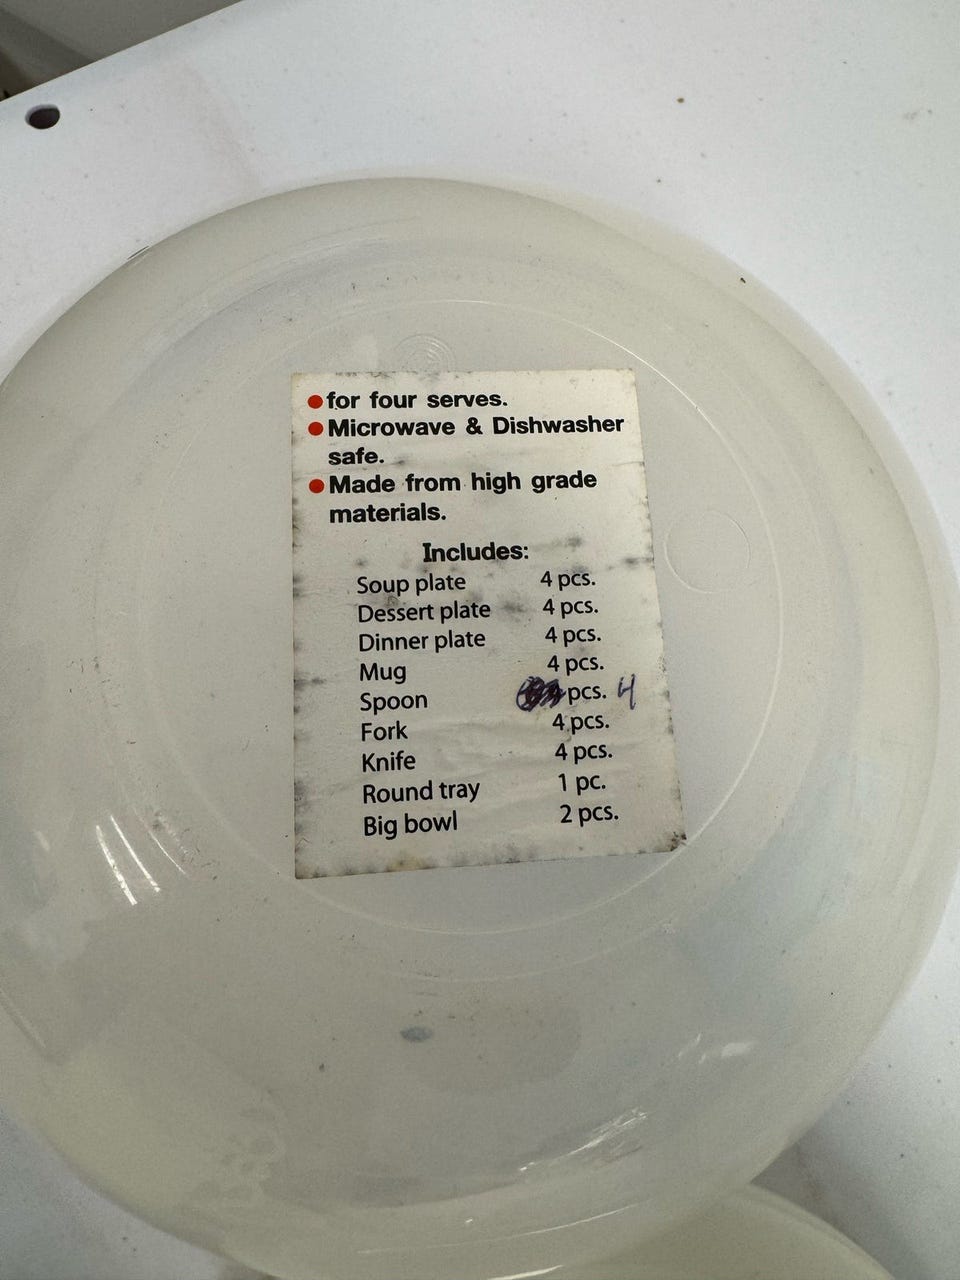 ● for four serves.
● Microwave & Dishwasher
safe.
● Made from high grade
materials.
Includes:
Soup plate 4 pcs.
Dessert plate 4 pcs.
Dinner plate 4 pcs.
Mug 4 pcs.
Spoon pcs. 4
Fork 4 pcs.
Knife 4 pcs.
Round tray 1 pc.
Big bowl 2 pcs.